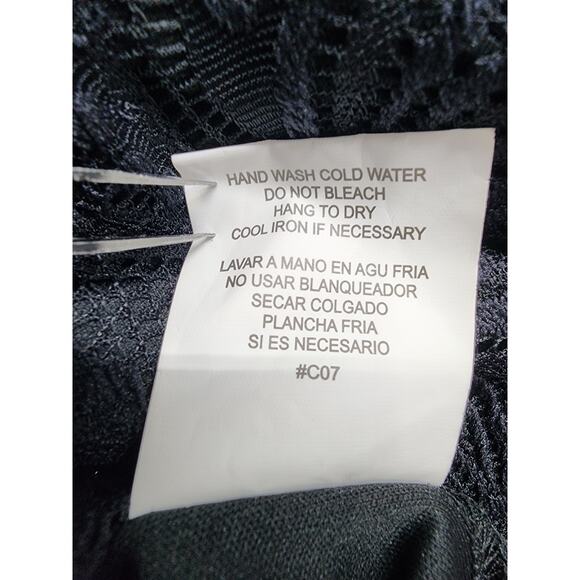 HAND WASH COLD WATER
DO NOT BLEACH
HANG TO DRY
COOL IRON IF NECESSARY
LAVAR A MANO EN AGU FRIA
NO USAR BLANQUEADOR
SECAR COLGADO
PLANCHA FRIA
SI ES NECESARIO
#C07